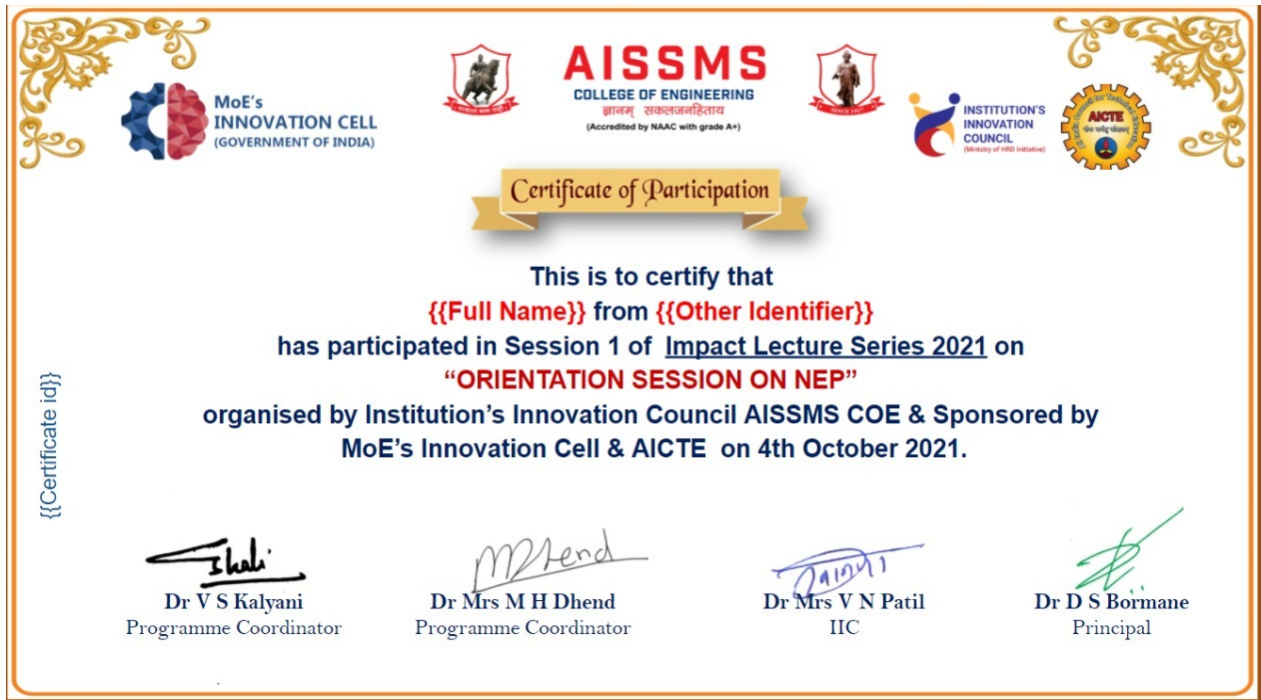 MoE's
INNOVATION CELL
(GOVERNMENT OF INDIA)
AISSMS
COLLEGE OF ENGINEERING
ज्ञानम् सकलजनहिताय
(Accredited by NAAC with grade A+)
INSTITUTION'S
INNOVATION
COUNCIL
(Ministry of HRD Initiative)
AICTE
Certificate of Participation
This is to certify that
{{Full Name}} from {{Other Identifier}}
has participated in Session 1 of Impact Lecture Series 2021 on
“ORIENTATION SESSION ON NEP”
organised by Institution’s Innovation Council AISSMS COE & Sponsored by
MoE’s Innovation Cell & AICTE on 4th October 2021.
{{Certificate id}}
Dr V S Kalyani
Programme Coordinator
Dr Mrs M H Dhend
Programme Coordinator
Dr Mrs V N Patil
IIC
Dr D S Bormane
Principal